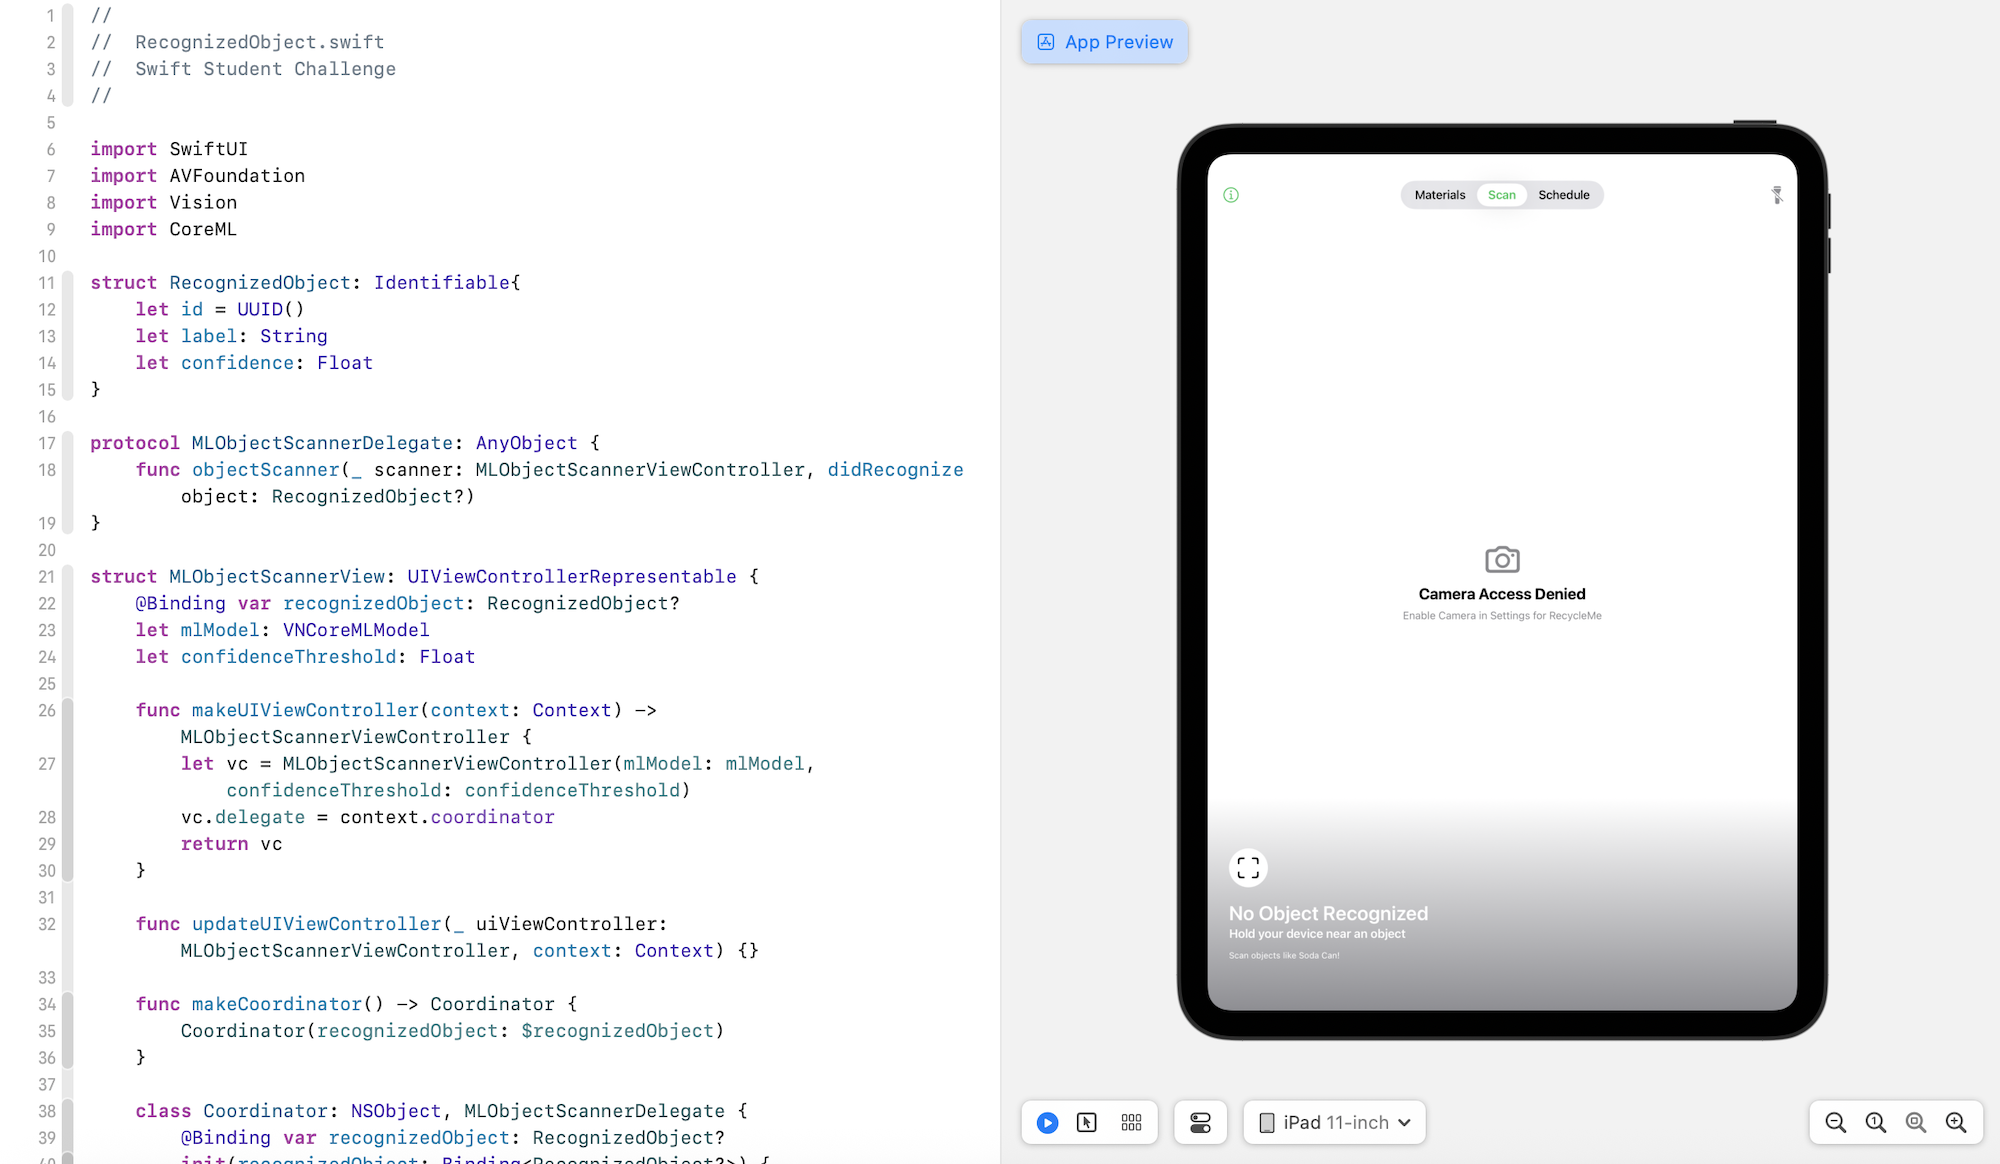 1 //
2 //  RecognizedObject.swift
3 //  Swift Student Challenge
4 //
5
6 import SwiftUI
7 import AVFoundation
8 import Vision
9 import CoreML
10
11 struct RecognizedObject: Identifiable{
12     let id = UUID()
13     let label: String
14     let confidence: Float
15 }
16
17 protocol MLObjectScannerDelegate: AnyObject {
18     func objectScanner(_ scanner: MLObjectScannerViewController, didRecognize
        object: RecognizedObject?)
19 }
20
21 struct MLObjectScannerView: UIViewControllerRepresentable {
22     @Binding var recognizedObject: RecognizedObject?
23     let mlModel: VNCoreMLModel
24     let confidenceThreshold: Float
25
26     func makeUIViewController(context: Context) ->
        MLObjectScannerViewController {
27         let vc = MLObjectScannerViewController(mlModel: mlModel,
            confidenceThreshold: confidenceThreshold)
28         vc.delegate = context.coordinator
29         return vc
30     }
31
32     func updateUIViewController(_ uiViewController:
        MLObjectScannerViewController, context: Context) {}
33
34     func makeCoordinator() -> Coordinator {
35         Coordinator(recognizedObject: $recognizedObject)
36     }
37
38     class Coordinator: NSObject, MLObjectScannerDelegate {
39         @Binding var recognizedObject: RecognizedObject?
40         init(recognizedObject: Binding<RecognizedObject?>) {
App Preview
Materials Scan Schedule
Camera Access Denied
Enable Camera in Settings for RecycleMe
No Object Recognized
Hold your device near an object
Scan objects like Soda Can!
iPad 11-inch